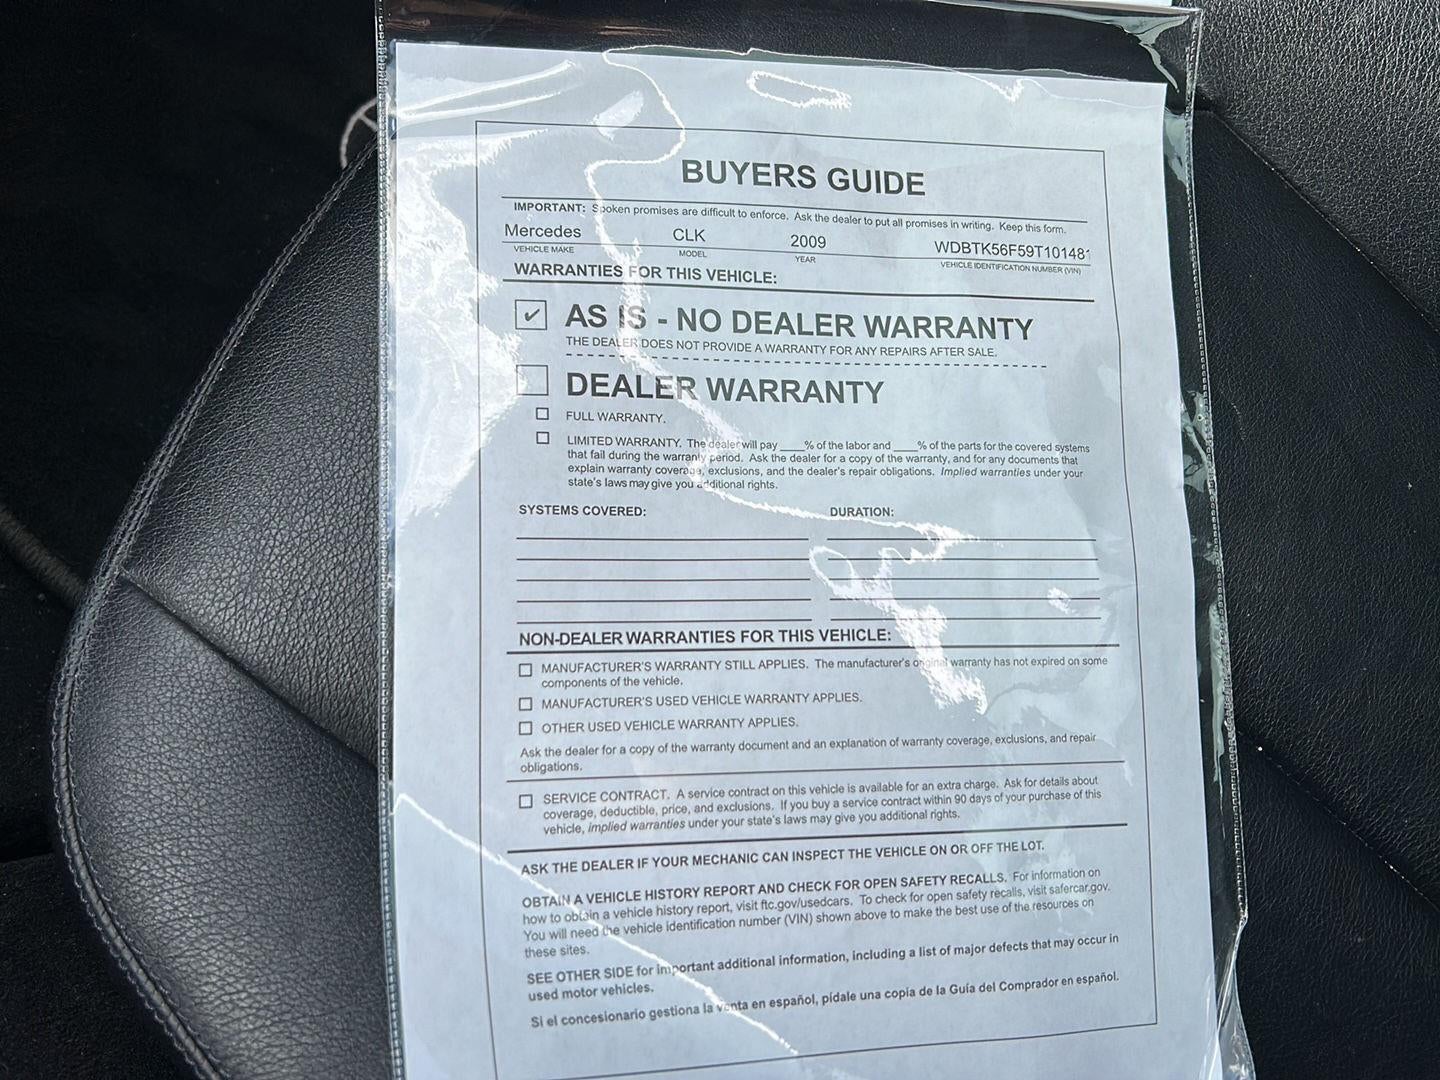 BUYERS GUIDE
IMPORTANT: Spoken promises are difficult to enforce. Ask the dealer to put all promises in writing. Keep this form.
Mercedes CLK 2009 WDBTK56F59T101481
VEHICLE MAKE MODEL YEAR VEHICLE IDENTIFICATION NUMBER (VIN)
WARRANTIES FOR THIS VEHICLE:
✔ AS IS - NO DEALER WARRANTY
THE DEALER DOES NOT PROVIDE A WARRANTY FOR ANY REPAIRS AFTER SALE.
DEALER WARRANTY
FULL WARRANTY.
LIMITED WARRANTY. The dealer will pay ____% of the labor and ____% of the parts for the covered systems
that fail during the warranty period. Ask the dealer for a copy of the warranty, and for any documents that
explain warranty coverage, exclusions, and the dealer's repair obligations. Implied warranties under your
state's laws may give you additional rights.
SYSTEMS COVERED: DURATION:
NON-DEALER WARRANTIES FOR THIS VEHICLE:
MANUFACTURER'S WARRANTY STILL APPLIES. The manufacturer's original warranty has not expired on some
components of the vehicle.
MANUFACTURER'S USED VEHICLE WARRANTY APPLIES.
OTHER USED VEHICLE WARRANTY APPLIES.
Ask the dealer for a copy of the warranty document and an explanation of warranty coverage, exclusions, and repair
obligations.
SERVICE CONTRACT. A service contract on this vehicle is available for an extra charge. Ask for details about
coverage, deductible, price, and exclusions. If you buy a service contract within 90 days of your purchase of this
vehicle, implied warranties under your state's laws may give you additional rights.
ASK THE DEALER IF YOUR MECHANIC CAN INSPECT THE VEHICLE ON OR OFF THE LOT.
OBTAIN A VEHICLE HISTORY REPORT AND CHECK FOR OPEN SAFETY RECALLS. For information on
how to obtain a vehicle history report, visit ftc.gov/usedcars. To check for open safety recalls, visit safercar.gov.
You will need the vehicle identification number (VIN) shown above to make the best use of the resources on
these sites.
SEE OTHER SIDE for important additional information, including a list of major defects that may occur in
used motor vehicles.
Si el concesionario gestiona la venta en español, pídale una copia de la Guía del Comprador en español.